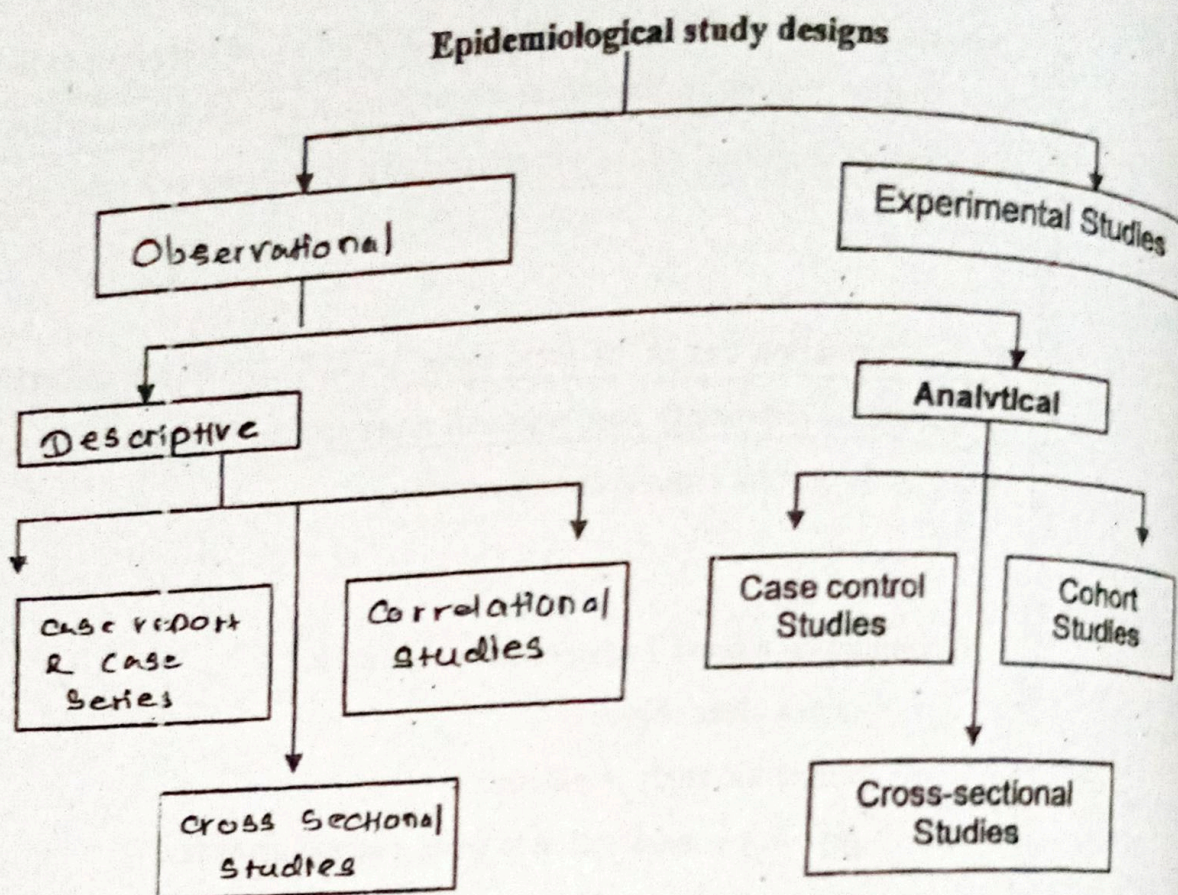 Epidemiological study designs
Observational
Experimental Studies
Descriptive
Analytical
case report
& case
series
Correlational
studies
Case control
Studies
Cohort
Studies
cross sectional
studies
Cross-sectional
Studies